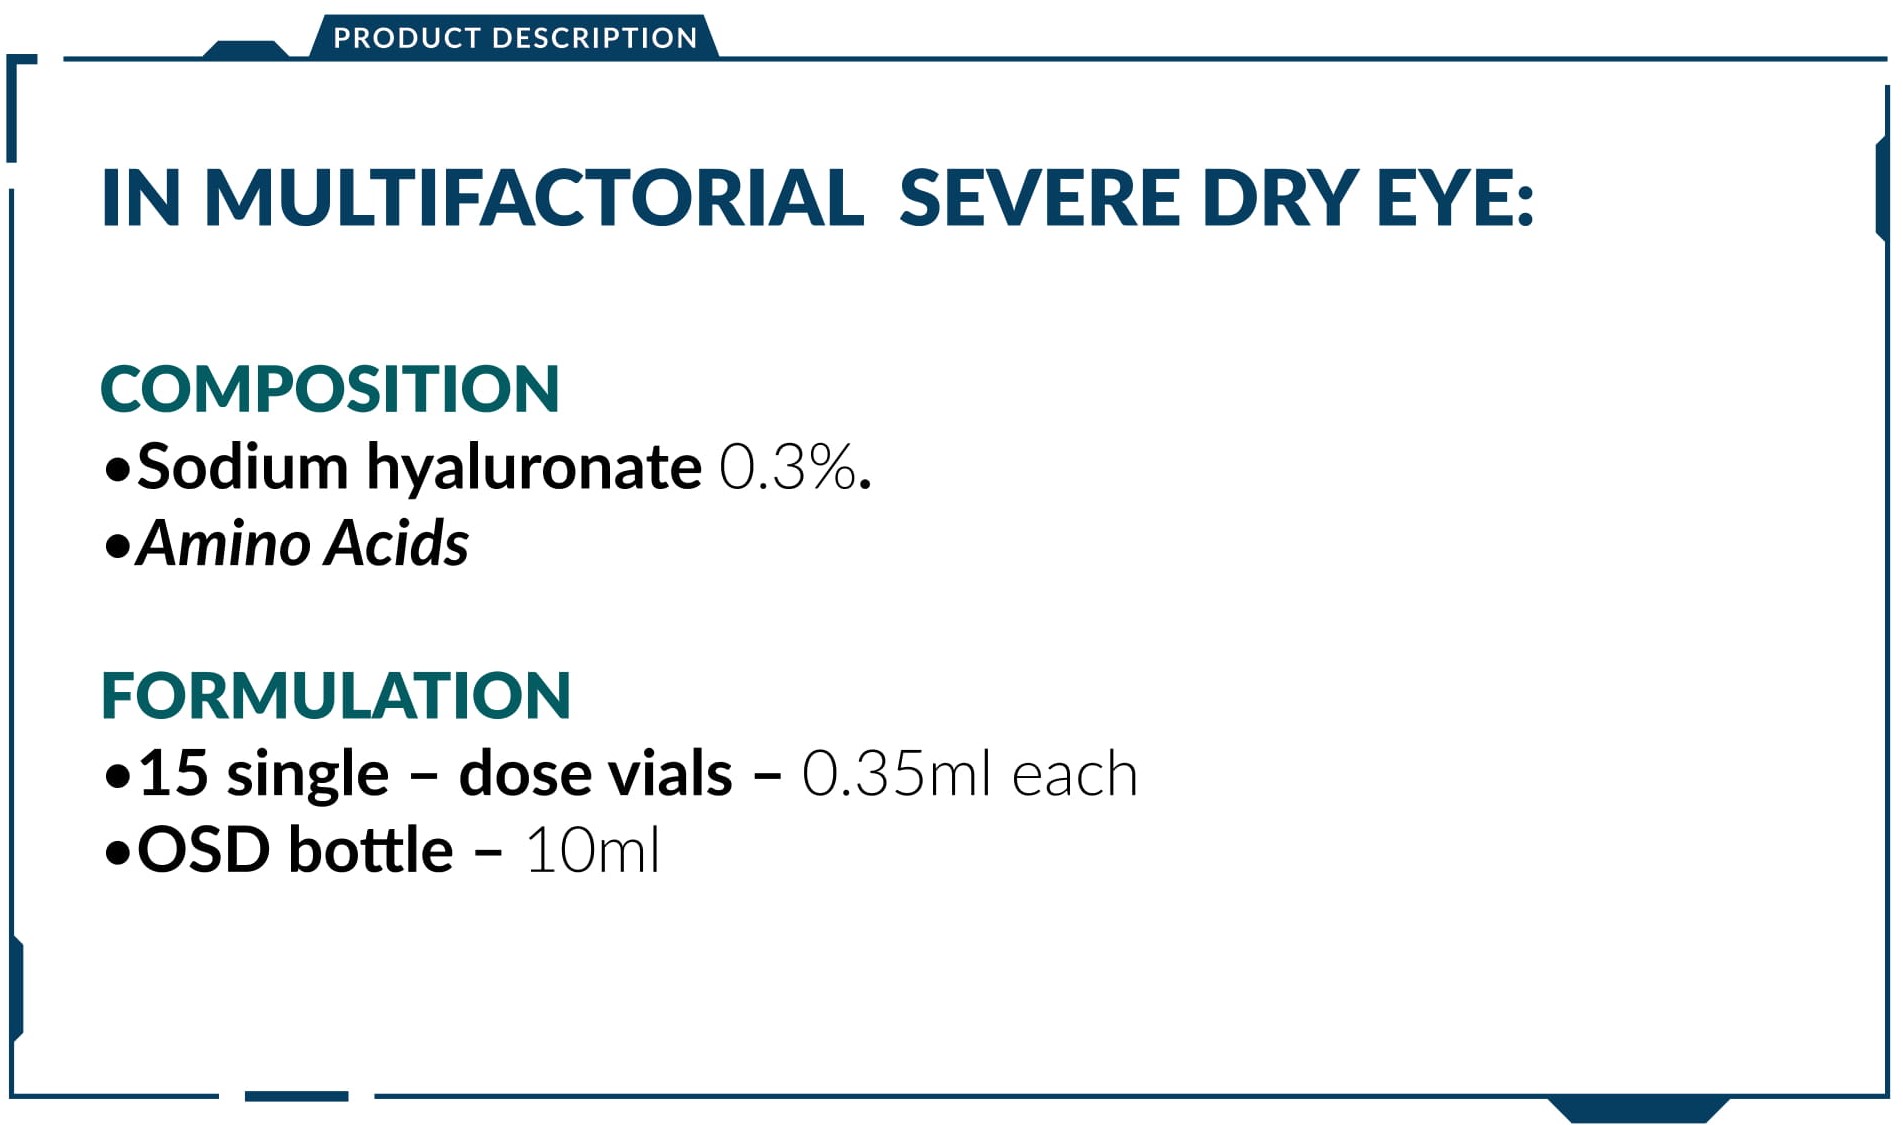 PRODUCT DESCRIPTION
IN MULTIFACTORIAL  SEVERE DRY EYE:
COMPOSITION
•Sodium hyaluronate 0.3%.
•Amino Acids
FORMULATION
•15 single – dose vials – 0.35ml each
•OSD bottle – 10ml